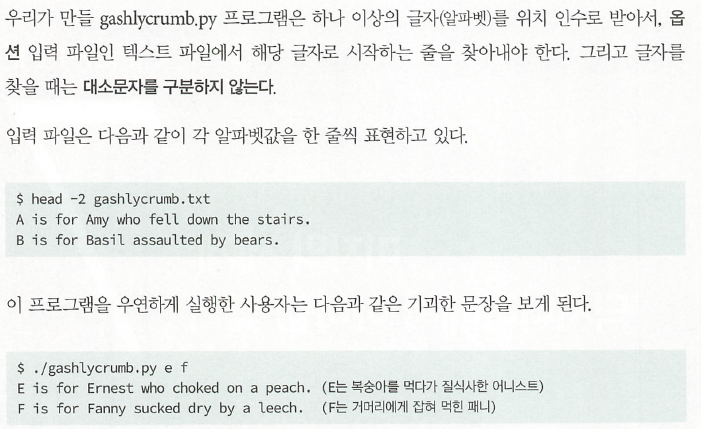 우리가 만들 gashlycrumb.py 프로그램은 하나 이상의 글자(알파벳)를 위치 인수로 받아서, 옵
션 입력 파일인 텍스트 파일에서 해당 글자로 시작하는 줄을 찾아내야 한다. 그리고 글자를
찾을 때는 대소문자를 구분하지 않는다.
입력 파일은 다음과 같이 각 알파벳값을 한 줄씩 표현하고 있다.
$ head -2 gashlycrumb.txt
A is for Amy who fell down the stairs.
B is for Basil assaulted by bears.
이 프로그램을 우연하게 실행한 사용자는 다음과 같은 기괴한 문장을 보게 된다.
$ ./gashlycrumb.py e f
E is for Ernest who choked on a peach. (E는 복숭아를 먹다가 질식사한 어니스트)
F is for Fanny sucked dry by a leech. (F는 거머리에게 잡혀 먹힌 패니)